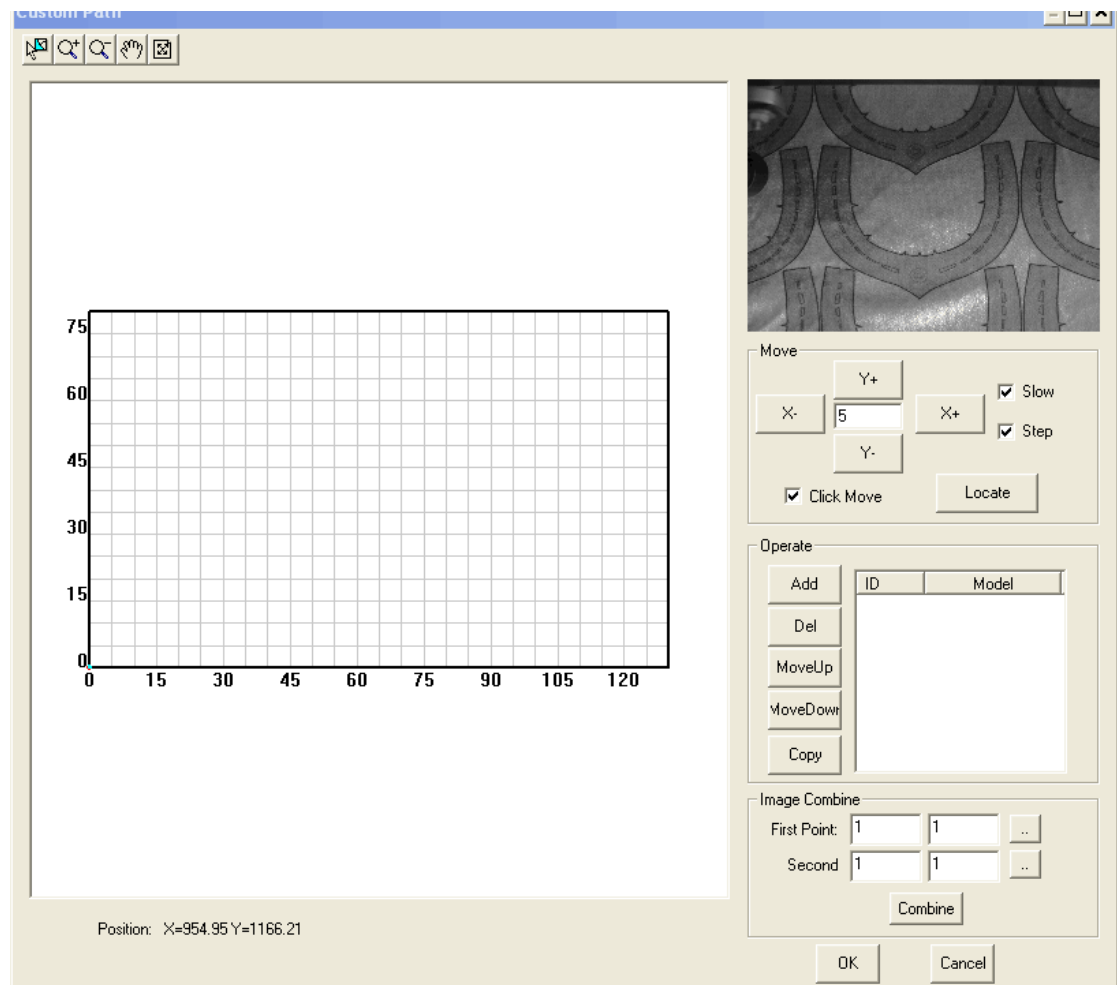 Custom Path
75
60
45
30
15
0
0 15 30 45 60 75 90 105 120
Position: X=954.95 Y=1166.21
Move
Y+
X- 5 X+
Y-
Slow
Step
Click Move
Locate
Operate
Add
Del
MoveUp
MoveDown
Copy
ID Model
Image Combine
First Point: 1 1 ..
Second 1 1 ..
Combine
OK Cancel